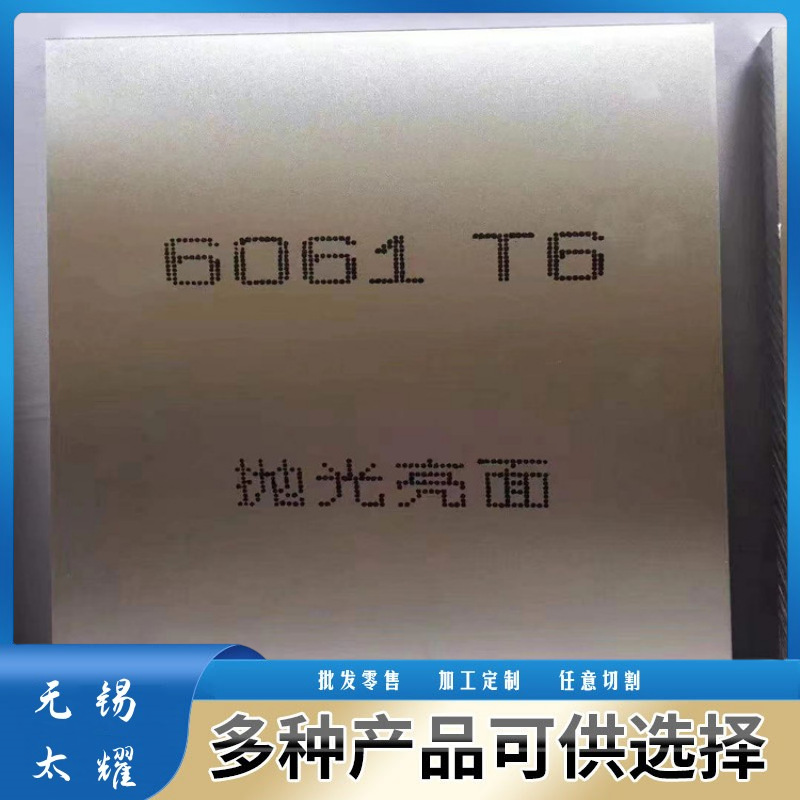 6061 T6
抛光亮面
批发零售 加工定制 任意切割
无锡
太耀
多种产品可供选择